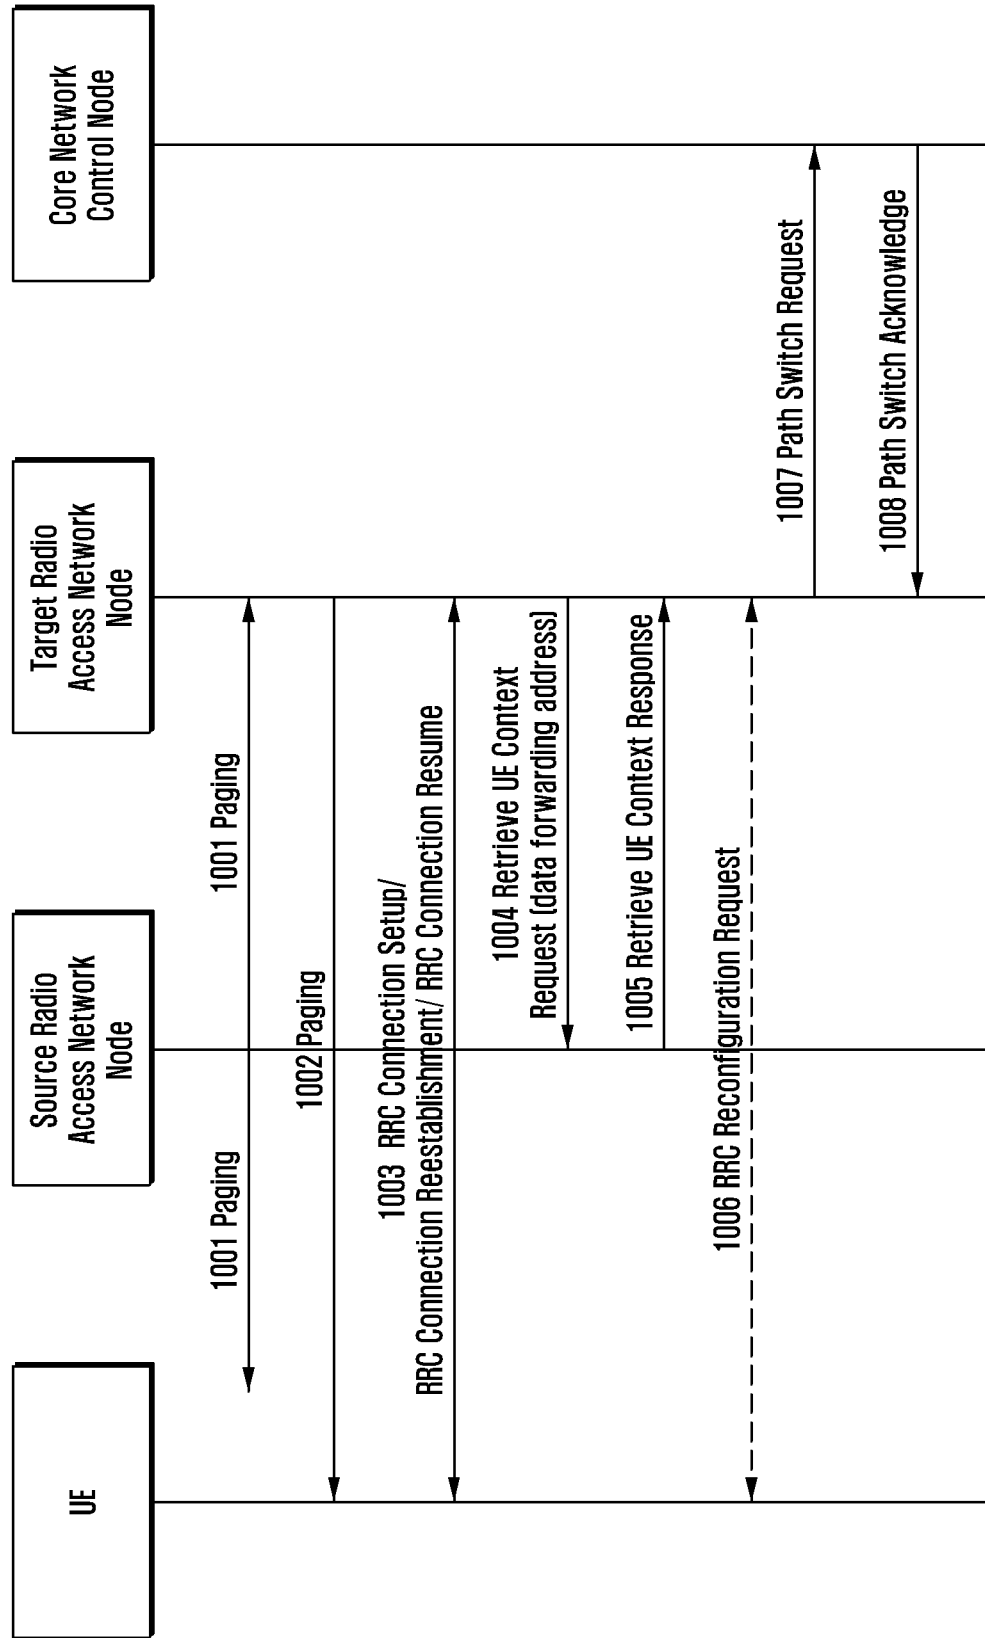 UE
Source Radio
Access Network
Node
Target Radio
Access Network
Node
Core Network
Control Node
1001 Paging
1001 Paging
1002 Paging
1003 RRC Connection Setup/
RRC Connection Reestablishment/ RRC Connection Resume
1004 Retrieve UE Context
Request (data forwarding address)
1005 Retrieve UE Context Response
1006 RRC Reconfiguration Request
1007 Path Switch Request
1008 Path Switch Acknowledge